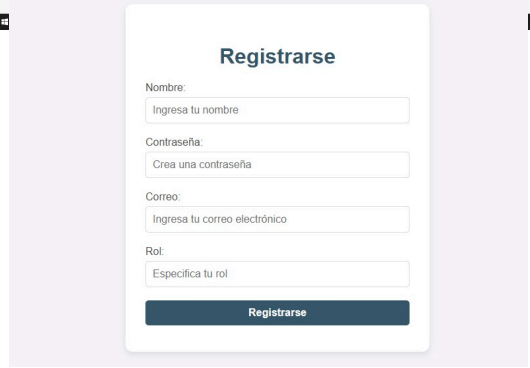 Registrarse
Nombre:
Ingresa tu nombre
Contraseña:
Crea una contraseña
Correo:
Ingresa tu correo electrónico
Rol:
Especifica tu rol
Registrarse